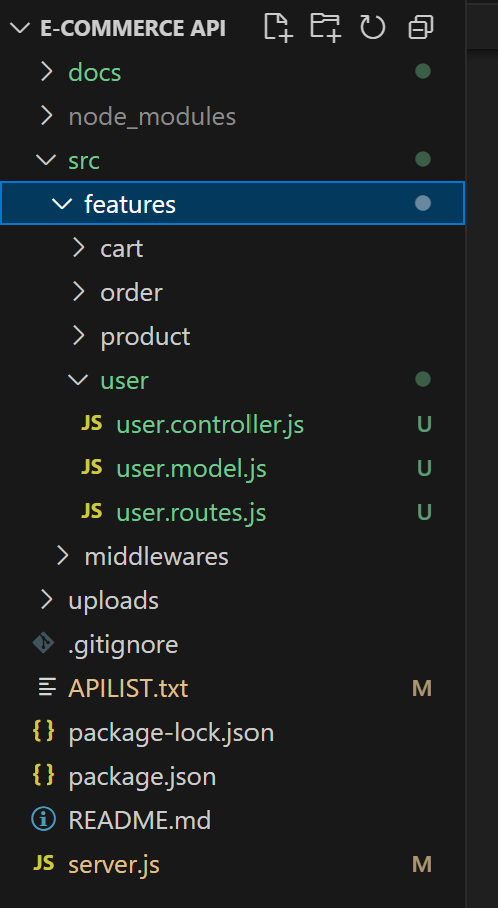 E-COMMERCE API
docs
node_modules
src
features
cart
order
product
user
JS user.controller.js U
JS user.model.js U
JS user.routes.js U
middlewares
uploads
.gitignore
APILIST.txt M
{} package-lock.json
{} package.json
README.md
JS server.js M